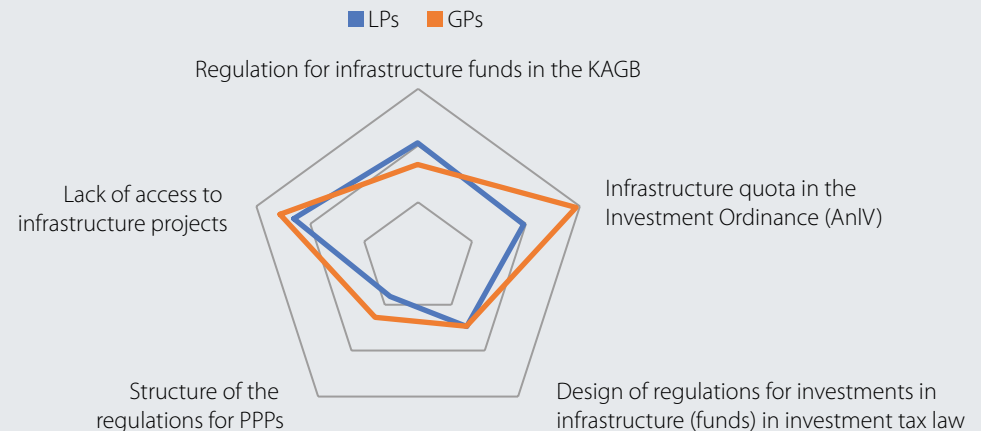 LPs GPs
Regulation for infrastructure funds in the KAGB
Lack of access to
infrastructure projects
Infrastructure quota in the
Investment Ordinance (AnlV)
Structure of the
regulations for PPPs
Design of regulations for investments in
infrastructure (funds) in investment tax law